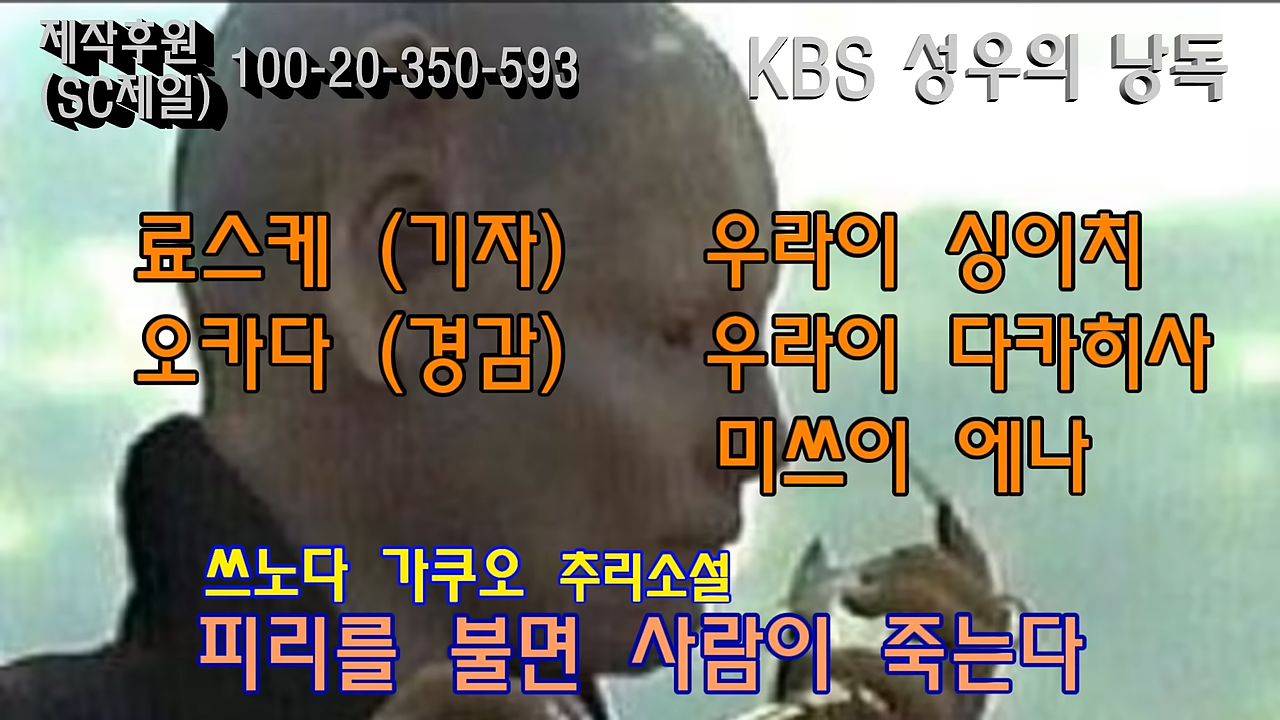 제작후원
(SC제일)
100-20-350-593
KBS 성우의 낭독
료스케 (기자)
우라이 싱이치
오카다 (경감)
우라이 다카히사
미쓰이 에나
쓰노다 가쿠오 추리소설
피리를 불면 사람이 죽는다